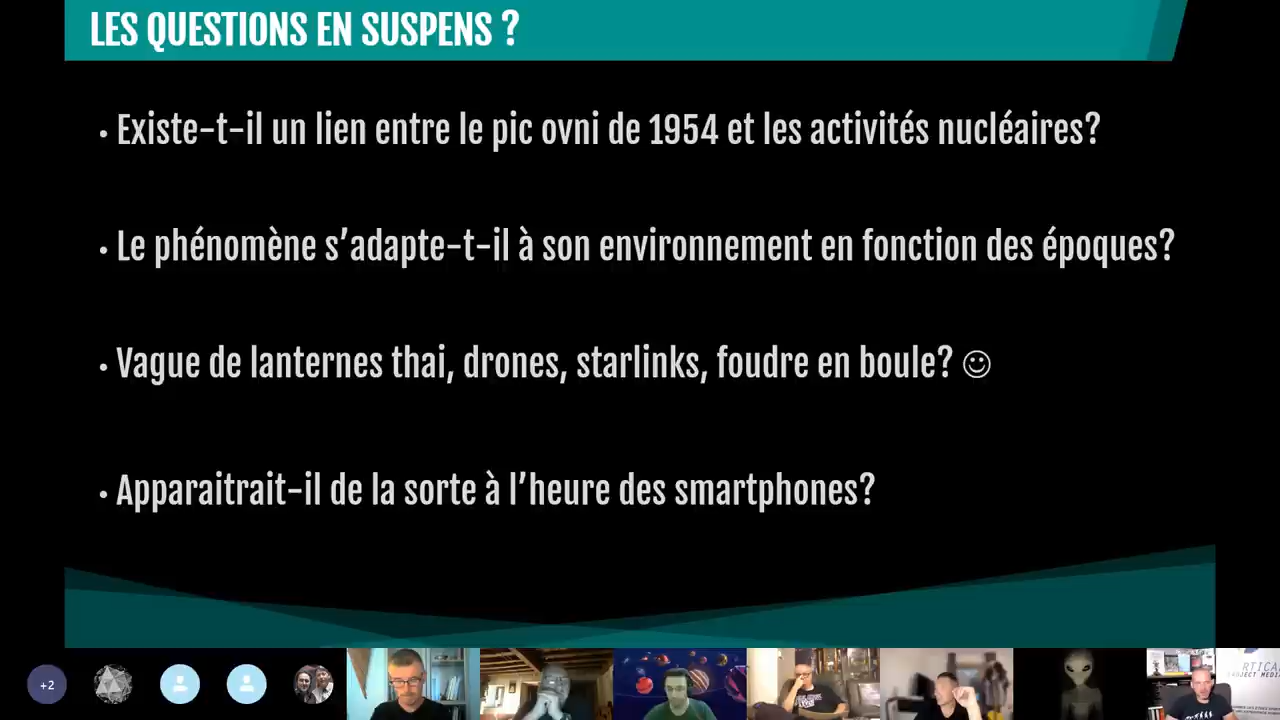 LES QUESTIONS EN SUSPENS ?
• Existe-t-il un lien entre le pic ovni de 1954 et les activités nucléaires?
• Le phénomène s’adapte-t-il à son environnement en fonction des époques?
• Vague de lanternes thai, drones, starlinks, foudre en boule? ☺
• Apparaitrait-il de la sorte à l’heure des smartphones?
+2